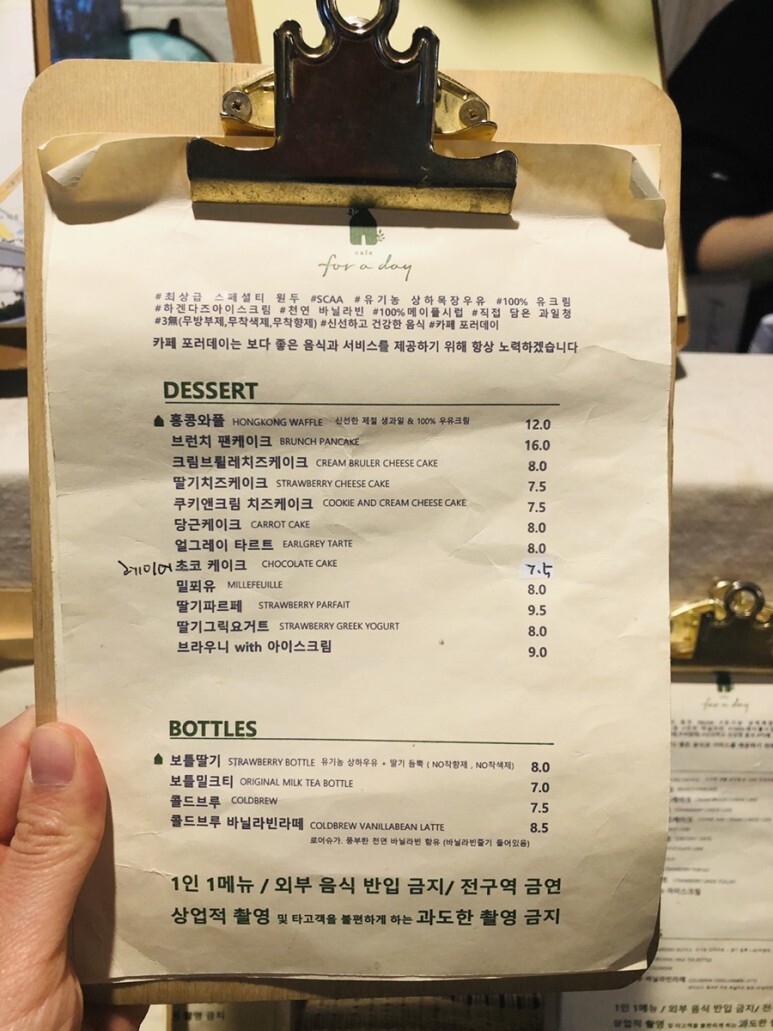 cafe
for a day
#최상급 스페셜티 원두 #SCAA #유기농 상하목장우유 #100% 유크림
#하겐다즈아이스크림 #천연 바닐라빈 #100%메이플시럽 #직접 담은 과일청
#3無(무방부제,무착색제,무착향제) #신선하고 건강한 음식 #카페 포러데이
카페 포러데이는 보다 좋은 음식과 서비스를 제공하기 위해 항상 노력하겠습니다
DESSERT
홍콩와플 HONGKONG WAFFLE 신선한 제철 생과일 & 100% 우유크림 12.0
브런치 팬케이크 BRUNCH PANCAKE 16.0
크림브륄레치즈케이크 CREAM BRULER CHEESE CAKE 8.0
딸기치즈케이크 STRAWBERRY CHEESE CAKE 7.5
쿠키앤크림 치즈케이크 COOKIE AND CREAM CHEESE CAKE 7.5
당근케이크 CARROT CAKE 8.0
얼그레이 타르트 EARLGREY TARTE 8.0
레이어 초코 케이크 CHOCOLATE CAKE 7.5
밀푀유 MILLEFEUILLE 8.0
딸기파르페 STRAWBERRY PARFAIT 9.5
딸기그릭요거트 STRAWBERRY GREEK YOGURT 8.0
브라우니 with 아이스크림 9.0
BOTTLES
보틀딸기 STRAWBERRY BOTTLE 유기농 상하우유 + 딸기 듬뿍 ( NO착향제 , NO착색제) 8.0
보틀밀크티 ORIGINAL MILK TEA BOTTLE 7.0
콜드브루 COLDBREW 7.5
콜드브루 바닐라빈라떼 COLDBREW VANILLABEAN LATTE 8.5
로어슈가, 풍부한 천연 바닐라빈 함유 (바닐라빈줄기 들어있음)
1인 1메뉴 / 외부 음식 반입 금지/ 전구역 금연
상업적 촬영 및 타고객을 불편하게 하는 과도한 촬영 금지
for a day